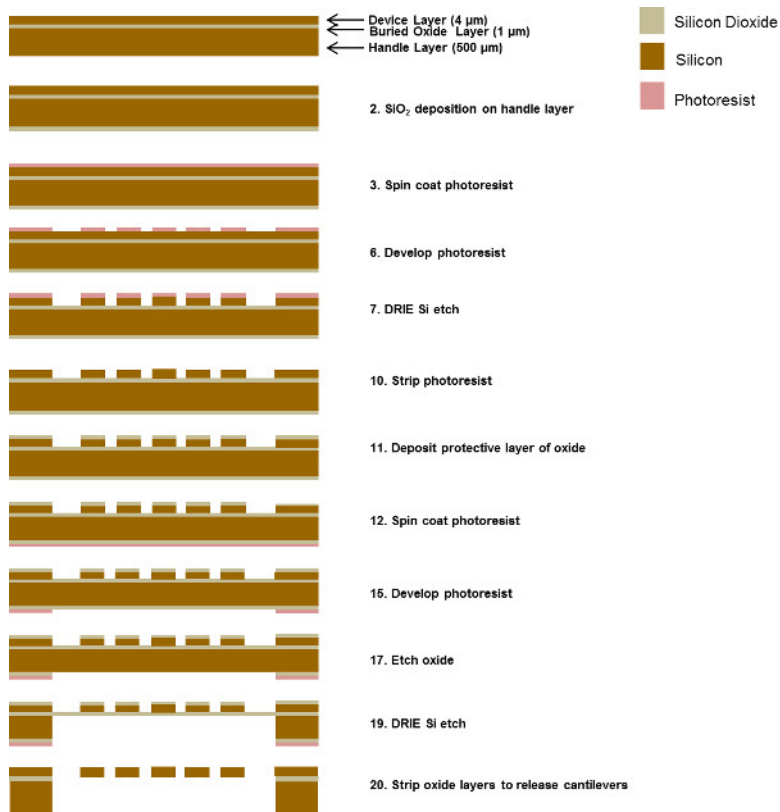 Device Layer (4 µm)
Buried Oxide Layer (1 µm)
Handle Layer (500 µm)
Silicon Dioxide
Silicon
Photoresist
2. SiO₂ deposition on handle layer
3. Spin coat photoresist
6. Develop photoresist
7. DRIE Si etch
10. Strip photoresist
11. Deposit protective layer of oxide
12. Spin coat photoresist
15. Develop photoresist
17. Etch oxide
19. DRIE Si etch
20. Strip oxide layers to release cantilevers